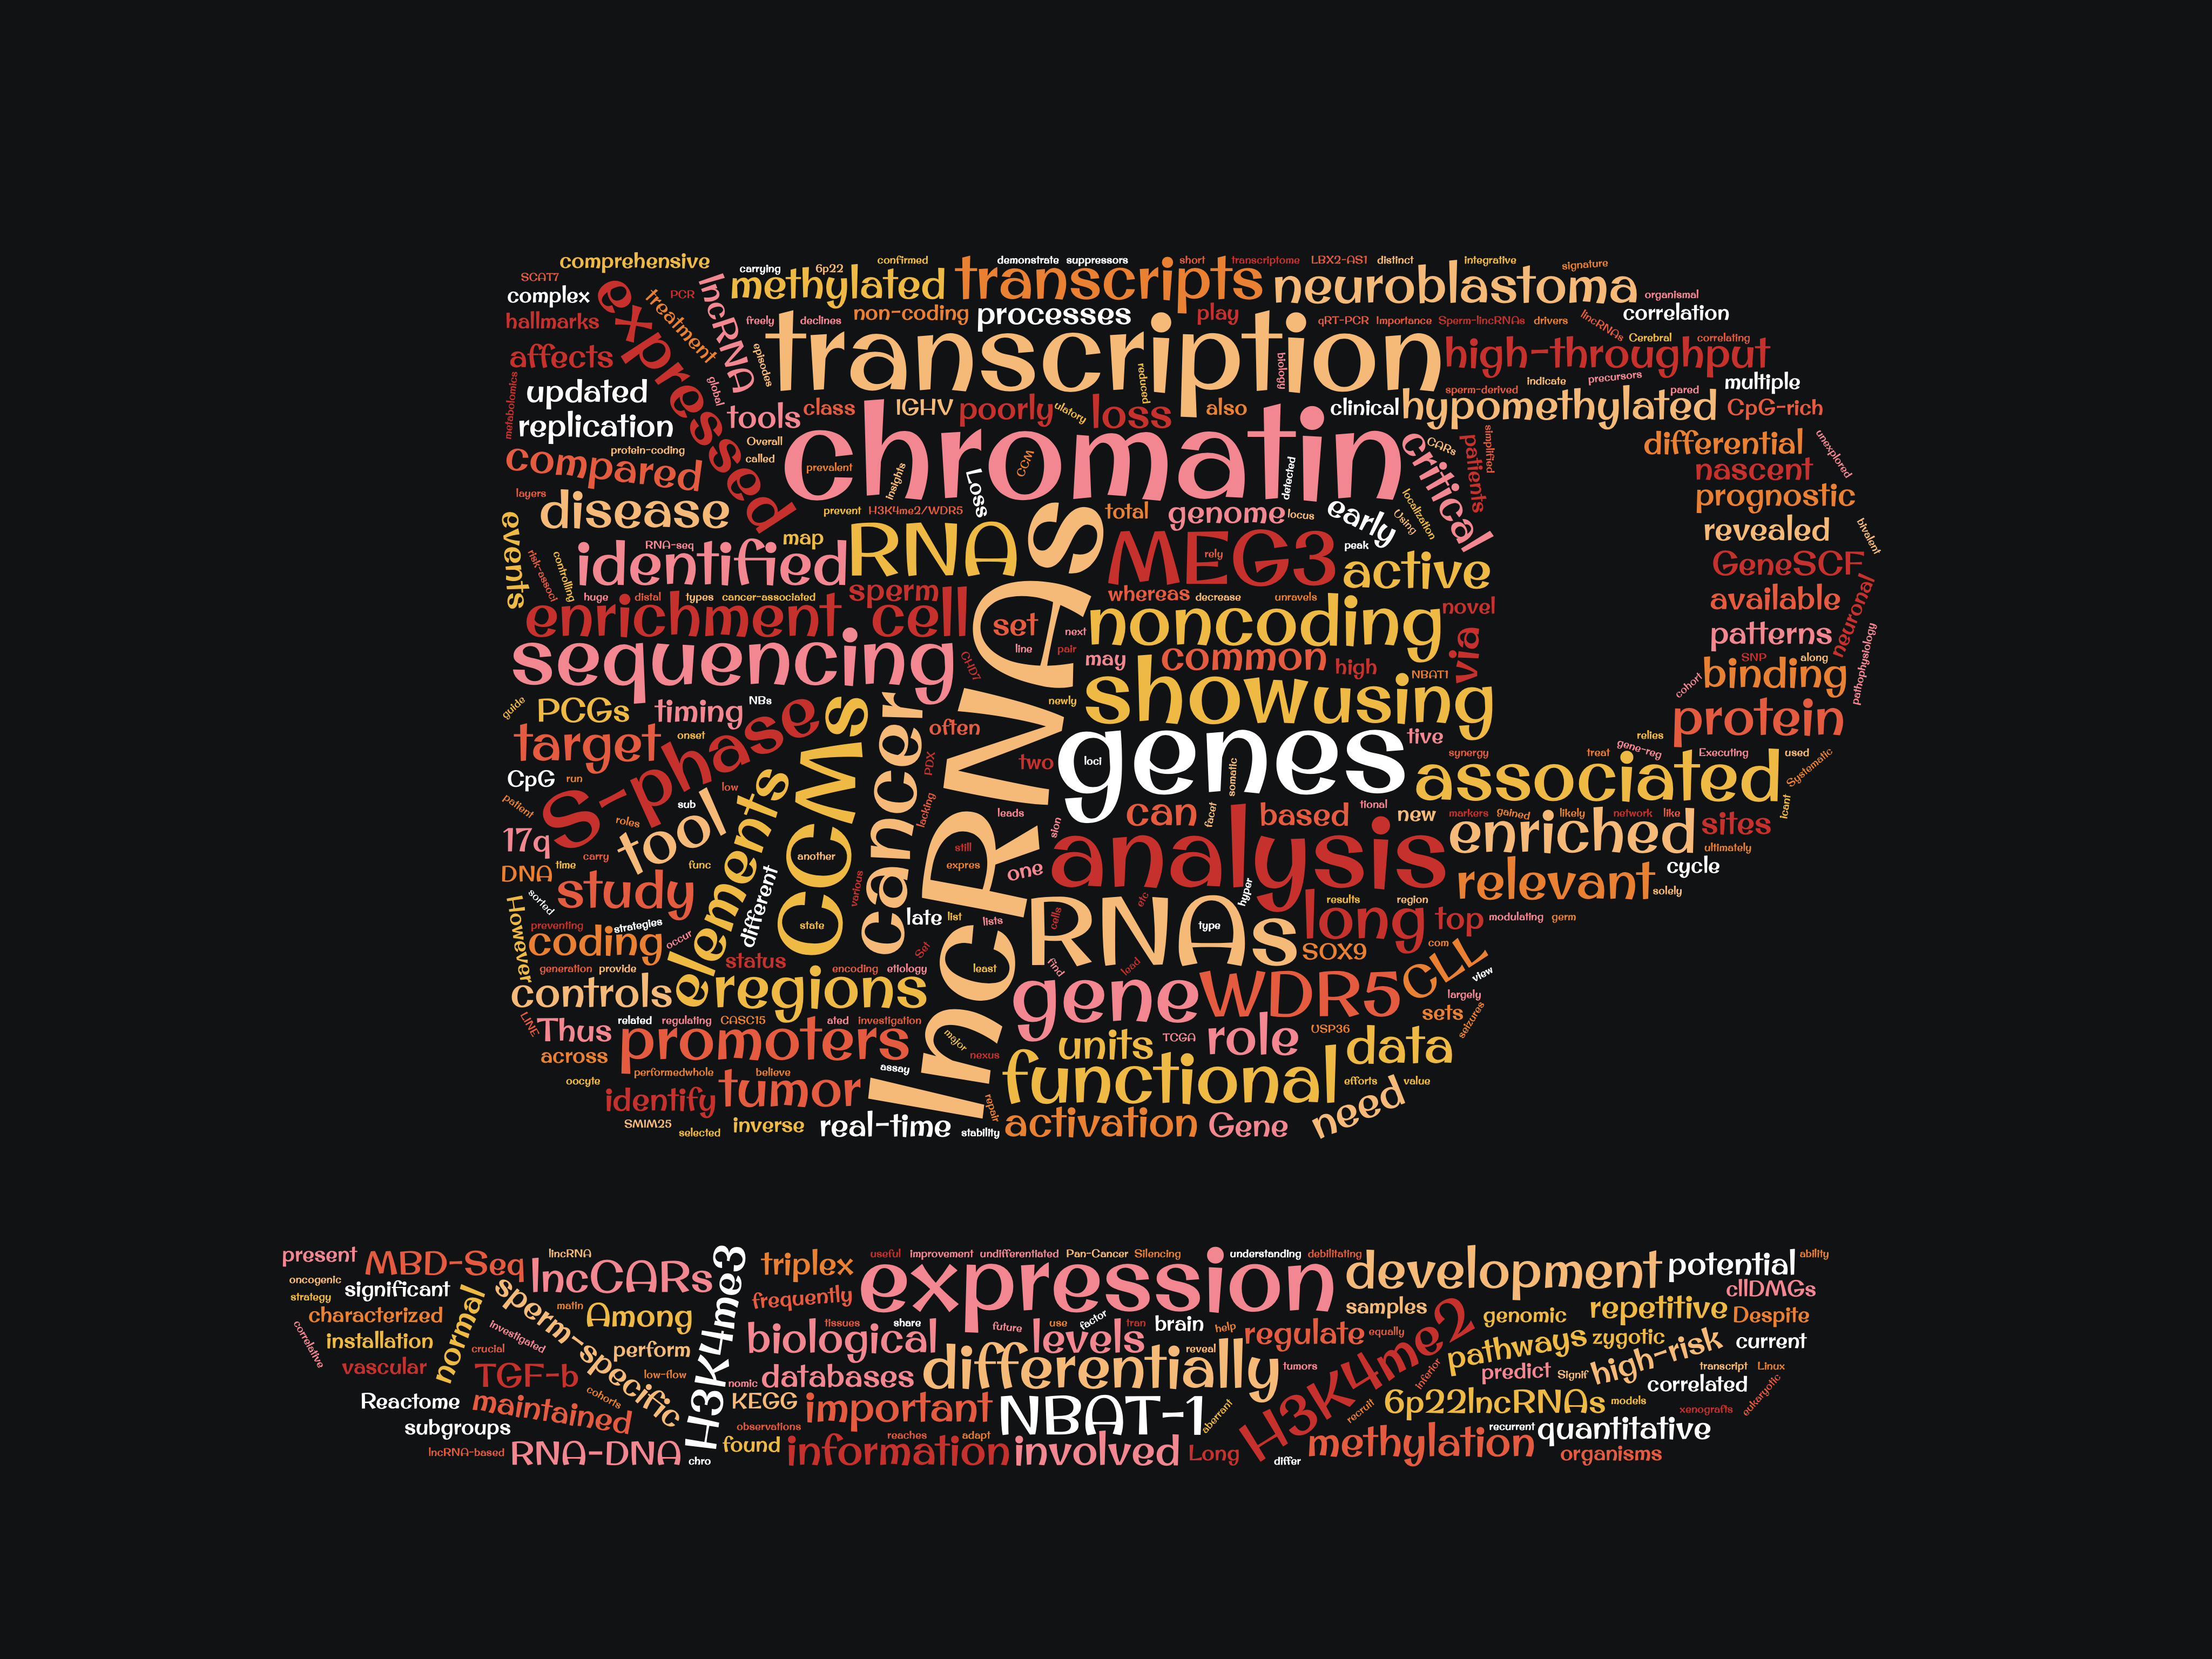 comprehensive
carrying
6p22
confirmed
demonstrate
suppressors
short
transcriptome
LBX2-AS1
distinct
integrative
signature
SCAT7
complex
expressed
treatment
PCR
lncRNA
methylated
transcripts
neuroblastoma
organismal
hallmarks
freely
declines
non-coding
processes
play
qRT-PCR
Importance
Sperm-lincRNAs
drivers
lincRNAs
Cerebral
correlation
correlating
affects
episodes
transcription
biology
high-throughput
metabolomics
updated
global
reduced
sperm-derived
indicate
precursors
pared
multiple
replication
tools
class
IGHV
poorly
ulatory
loss
also
clinical
hypomethylated
CpG-rich
protein-coding
Overall
called
chromatin
critical
CARs
patients
simplified
differential
unexplored
compared
prevalent
Insights
Loss
CCM
detected
localization
nascent
layers
disease
prevent
H3K4me2/WDR5
total
genome
locus
early
Using
prognostic
events
map
RNA
lncRNAs
MEG3
rely
peak
active
revealed
bivalent
risk-associ
controlling
RNA-seq
identified
GeneSCF
huge
distal
types
cancer-associated
sperm
whereas
decrease
unravels
novel
available
neuronal
enrichment
cell
set
next
noncoding
via
patterns
pathophysiology
sequencing
CHD7
line
pair
may
common
high
NBAT1
SNP
along
cohort
binding
guide
PCGs
timing
NBs
CCMs
cancer
newly
show
using
protein
target
onset
S-phase
often
genes
tive
relies
gene-reg
Executing
used
Systematic
CpG
run
elements
PDX
two
loci
somatic
synergy
treat
associated
icant
patient
low
sub
tool
roles
lacking
leads
sion
can
facet
based
tional
new
markers
gained
likely
network
like
enriched
sites
17q
carry
another
still
analysis
ultimately
DNA
time
func
different
various
expres
one
relevant
cycle
solely
study
sorted
However
strategies
state
late
list
lists
cells
etc
RNAs
type
hyper
results
region
long
top
modulating
germ
preventing
coding
occur
status
Set
SOX9
com
CLL
view
generation
provide
encoding
etiology
least
find
lead
controls
regions
gene
WDR5
largely
sets
seizures
LINE
Thus
related
regulating
CASC15
ated
investigation
major
nexus
units
TCGA
role
USP36
data
across
promoters
performed
whole
believe
assay
functional
efforts
value
oocyte
identify
tumor
repair
need
SMIM25
selected
inverse
real-time
stability
activation
Gene
present
MBD-Seq
lincRNA
lncCARs
H3K4me3
triplex
useful
improvement
undifferentiated
Pan-Cancer
Silencing
expression
understanding
debilitating
development
potential
ability
oncogenic
significant
strategy
normal
sperm-specific
frequently
samples
H3K4me2
genomic
repetitive
Despite
cllDMGs
characterized
matin
Among
tissues
share
future
use
factor
tran
brain
help
regulate
equally
correlative
installation
investigated
crucial
perform
biological
levels
reveal
pathways
zygotic
high-risk
current
vascular
TGF-b
low-flow
nomic
databases
differentially
tumors
Inferior
predict
Signif
transcript
Linux
correlated
Reactome
maintained
cohorts
KEGG
important
NBAT-1
aberrant
recruit
6p22lncRNAs
models
xenografts
eukaryotic
subgroups
observations
reaches
adapt
recurrent
quantitative
lncRNA-based
RNA-DNA
chro
found
information
involved
Long
differ
methylation
organisms